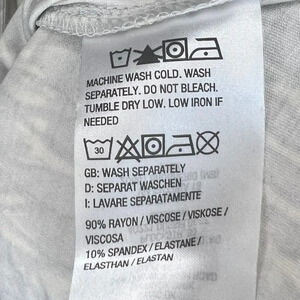 MACHINE WASH COLD. WASH
SEPARATELY. DO NOT BLEACH.
TUMBLE DRY LOW. LOW IRON IF
NEEDED
30
GB: WASH SEPARATELY
D: SEPARAT WASCHEN
I: LAVARE SEPARATAMENTE
90% RAYON / VISCOSE / VISKOSE /
VISCOSA
10% SPANDEX / ELASTANE /
ELASTHAN / ELASTAN